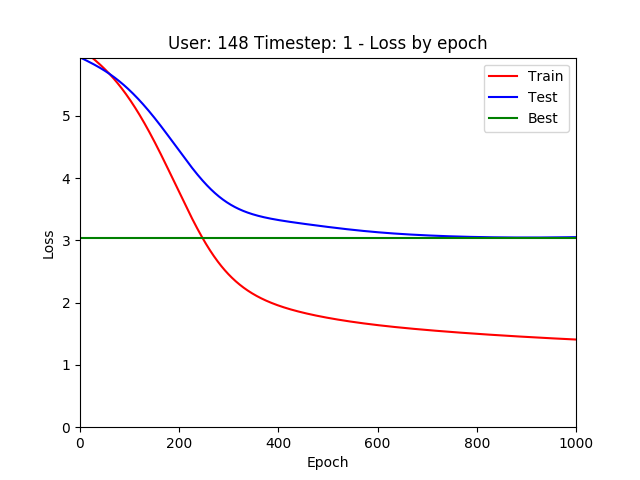 User: 148 Timestep: 1 - Loss by epoch
Train
Test
Best
Loss
5
4
3
2
1
0
0 200 400 600 800 1000
Epoch